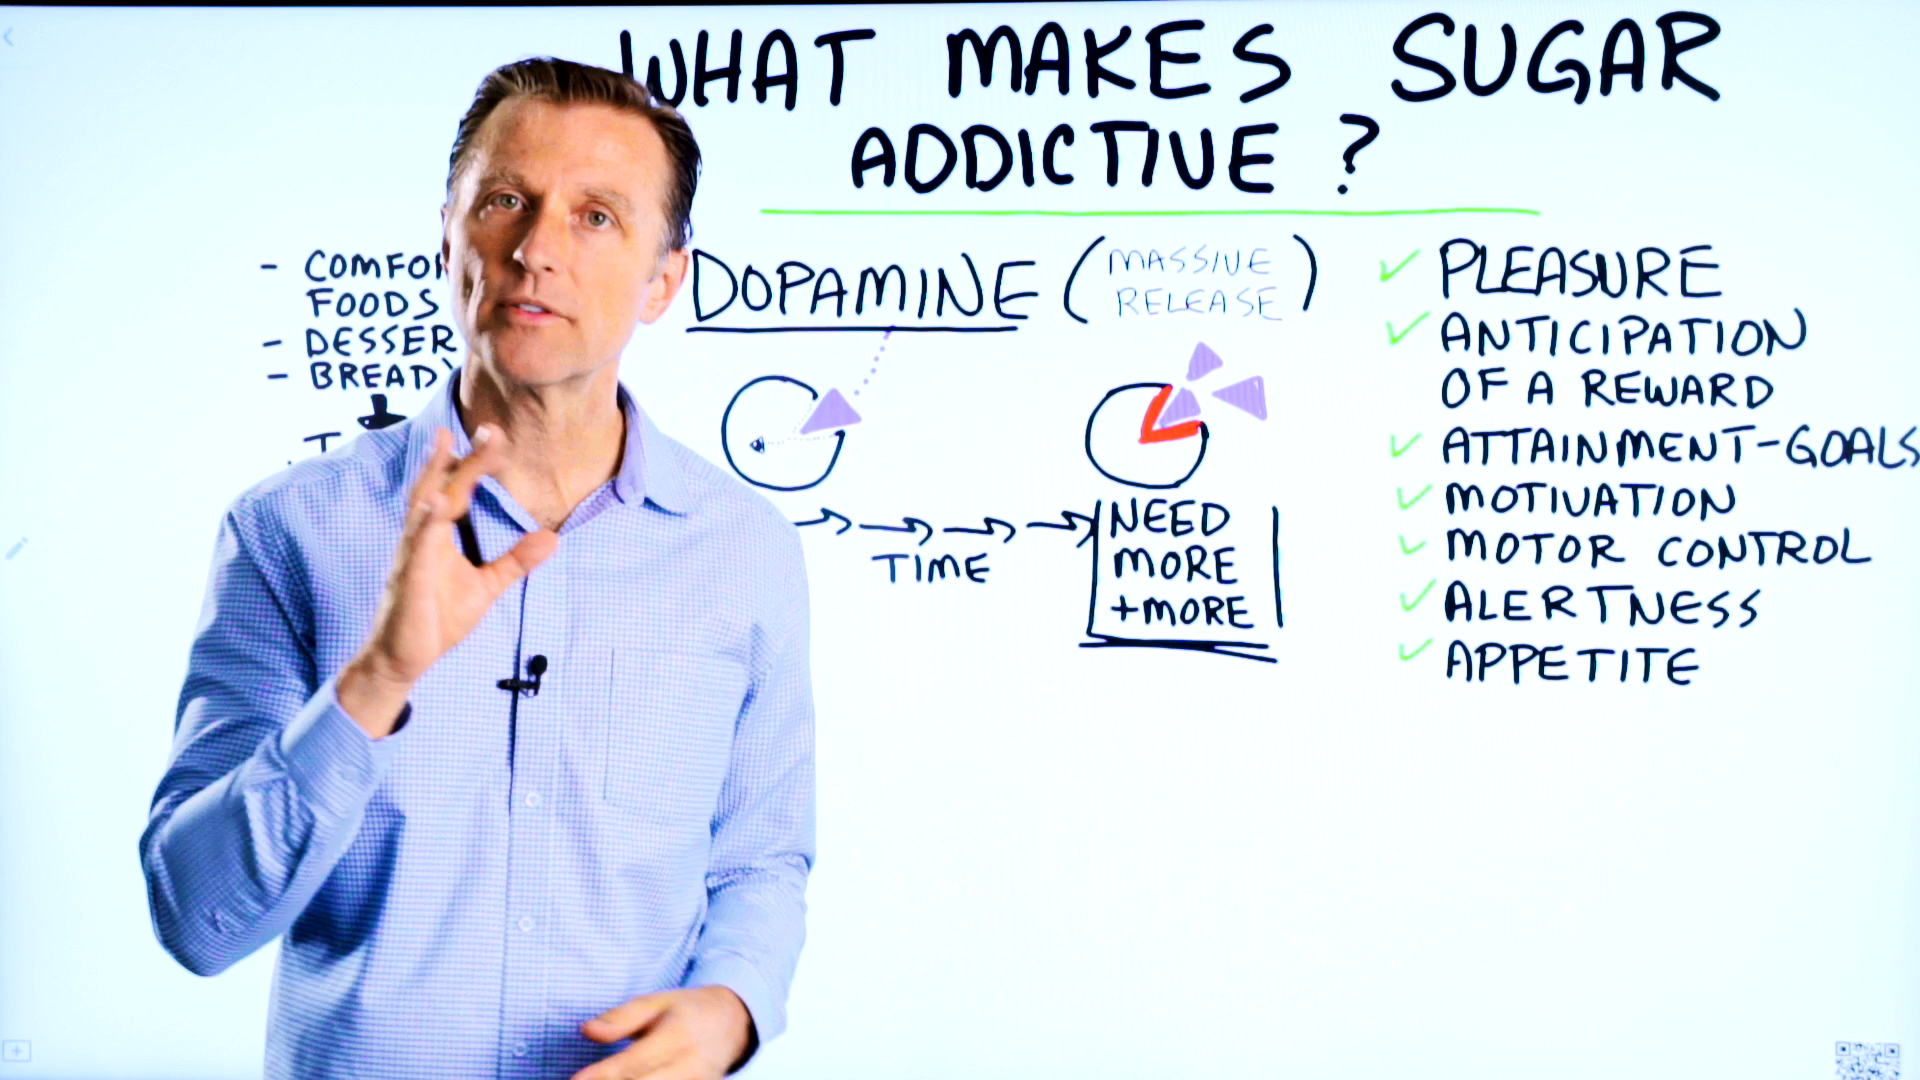 WHAT MAKES SUGAR
ADDICTIVE ?
- COMFO
FOODS
- DESSER
- BREAD
DOPAMINE (MASSIVE
RELEASE)
TIME
NEED
MORE
+MORE
✓ PLEASURE
✓ ANTICIPATION
OF A REWARD
✓ ATTAINMENT-GOALS
✓ MOTIVATION
✓ MOTOR CONTROL
✓ ALERTNESS
✓ APPETITE